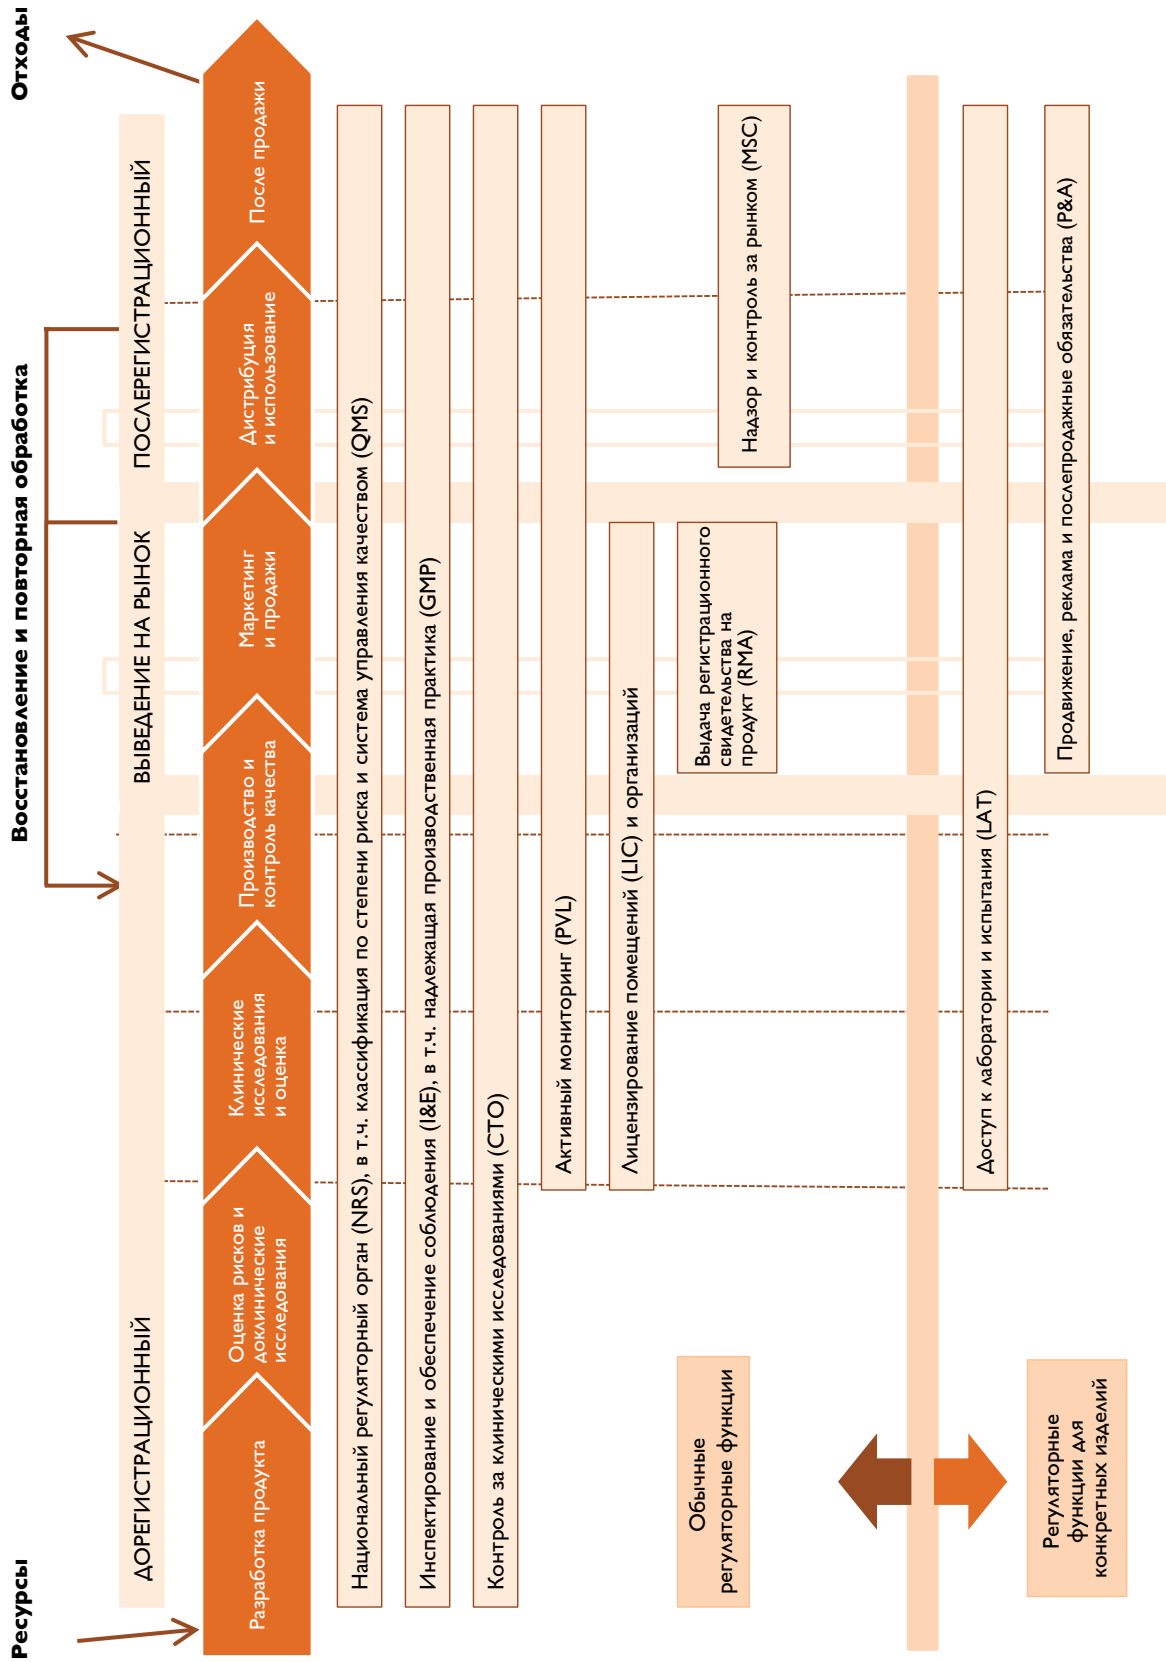 Ресурсы
Восстановление и повторная обработка
Отходы
ДОРЕГИСТРАЦИОННЫЙ
ВЫВЕДЕНИЕ НА РЫНОК
ПОСЛЕРЕГИСТРАЦИОННЫЙ
Разработка продукта
Оценка рисков и
доклинические
исследования
Клинические
исследования
и оценка
Производство и
контроль качества
Маркетинг
и продажи
Дистрибуция
и использование
После продажи
Национальный регуляторный орган (NRS), в т.ч. классификация по степени риска и система управления качеством (QMS)
Инспектирование и обеспечение соблюдения (I&E), в т.ч. надлежащая производственная практика (GMP)
Контроль за клиническими исследованиями (CTO)
Активный мониторинг (PVL)
Лицензирование помещений (LIC) и организаций
Обычные
регуляторные функции
Выдача регистрационного
свидетельства на
продукт (RMA)
Надзор и контроль за рынком (MSC)
Доступ к лаборатории и испытания (LAT)
Регуляторные
функции для
конкретных изделий
Продвижение, реклама и послепродажные обязательства (P&A)